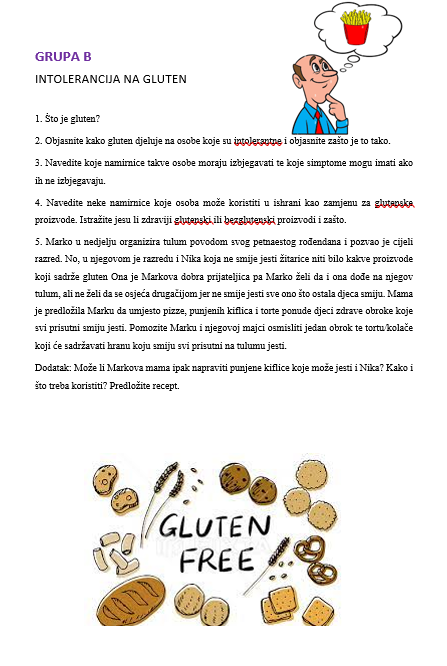 GRUPA B
INTOLERANCIJA NA GLUTEN
1. Što je gluten?
2. Objasnite kako gluten djeluje na osobe koje su intolerantne i objasnite zašto je to tako.
3. Navedite koje namirnice takve osobe moraju izbjegavati te koje simptome mogu imati ako
ih ne izbjegavaju.
4. Navedite neke namirnice koje osoba može koristiti u ishrani kao zamjenu za glutenske
proizvode. Istražite jesu li zdraviji glutenski ili bezglutenski proizvodi i zašto.
5. Marko u nedjelju organizira tulum povodom svog petnaestog rođendana i pozvao je cijeli
razred. No, u njegovom je razredu i Nika koja ne smije jesti žitarice niti bilo kakve proizvode
koji sadrže gluten Ona je Markova dobra prijateljica pa Marko želi da i ona dođe na njegov
tulum, ali ne želi da se osjeća drugačijom jer ne smije jesti sve ono što ostala djeca smiju. Mama
je predložila Marku da umjesto pizze, punjenih kiflica i torte ponude djeci zdrave obroke koje
svi prisutni smiju jesti. Pomozite Marku i njegovoj majci osmisliti jedan obrok te tortu/kolače
koji će sadržavati hranu koju smiju svi prisutni na tulumu jesti.
Dodatak: Može li Markova mama ipak napraviti punjene kiflice koje može jesti i Nika? Kako i
što treba koristiti? Predložite recept.
GLUTEN
FREE